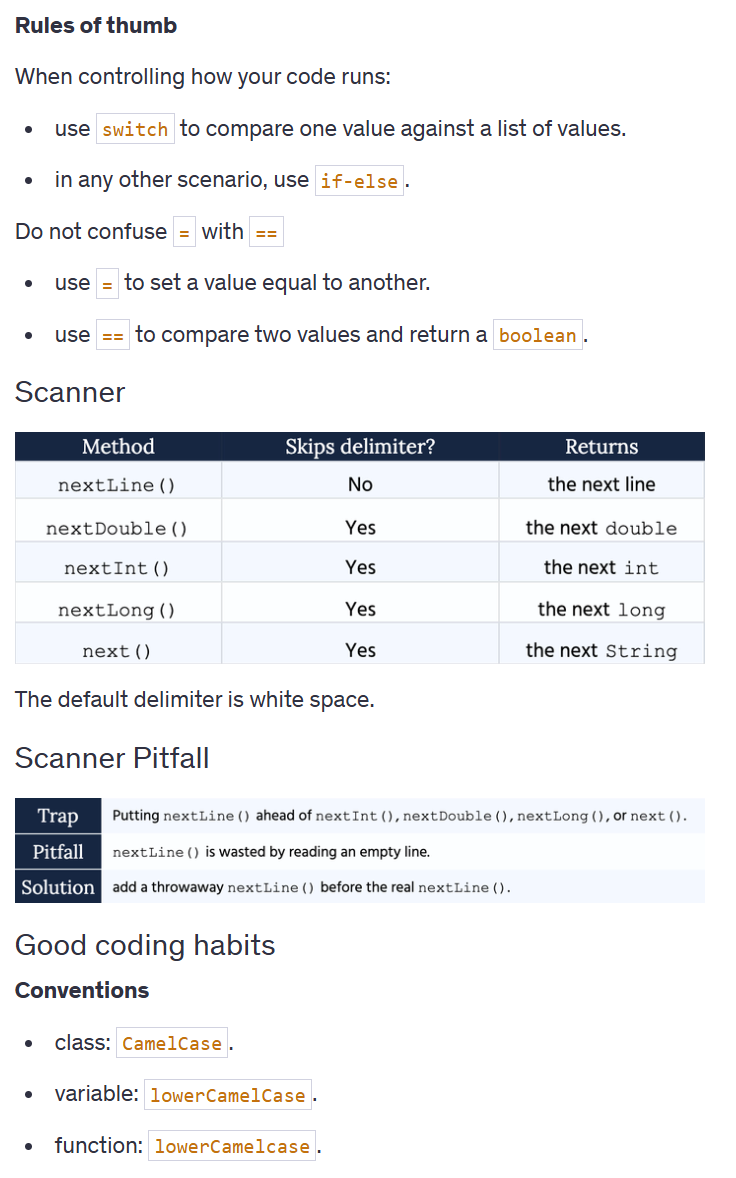 Rules of thumb
When controlling how your code runs:
• use switch to compare one value against a list of values.
• in any other scenario, use if-else.
Do not confuse = with ==
• use = to set a value equal to another.
• use == to compare two values and return a boolean.
Scanner
Method Skips delimiter? Returns
nextLine() No the next line
nextDouble() Yes the next double
nextInt() Yes the next int
nextLong() Yes the next long
next() Yes the next String
The default delimiter is white space.
Scanner Pitfall
Trap Putting nextLine() ahead of nextInt(), nextDouble(), nextLong(), or next().
Pitfall nextLine() is wasted by reading an empty line.
Solution add a throwaway nextLine() before the real nextLine().
Good coding habits
Conventions
• class: CamelCase.
• variable: lowerCamelCase.
• function: lowerCamelcase.